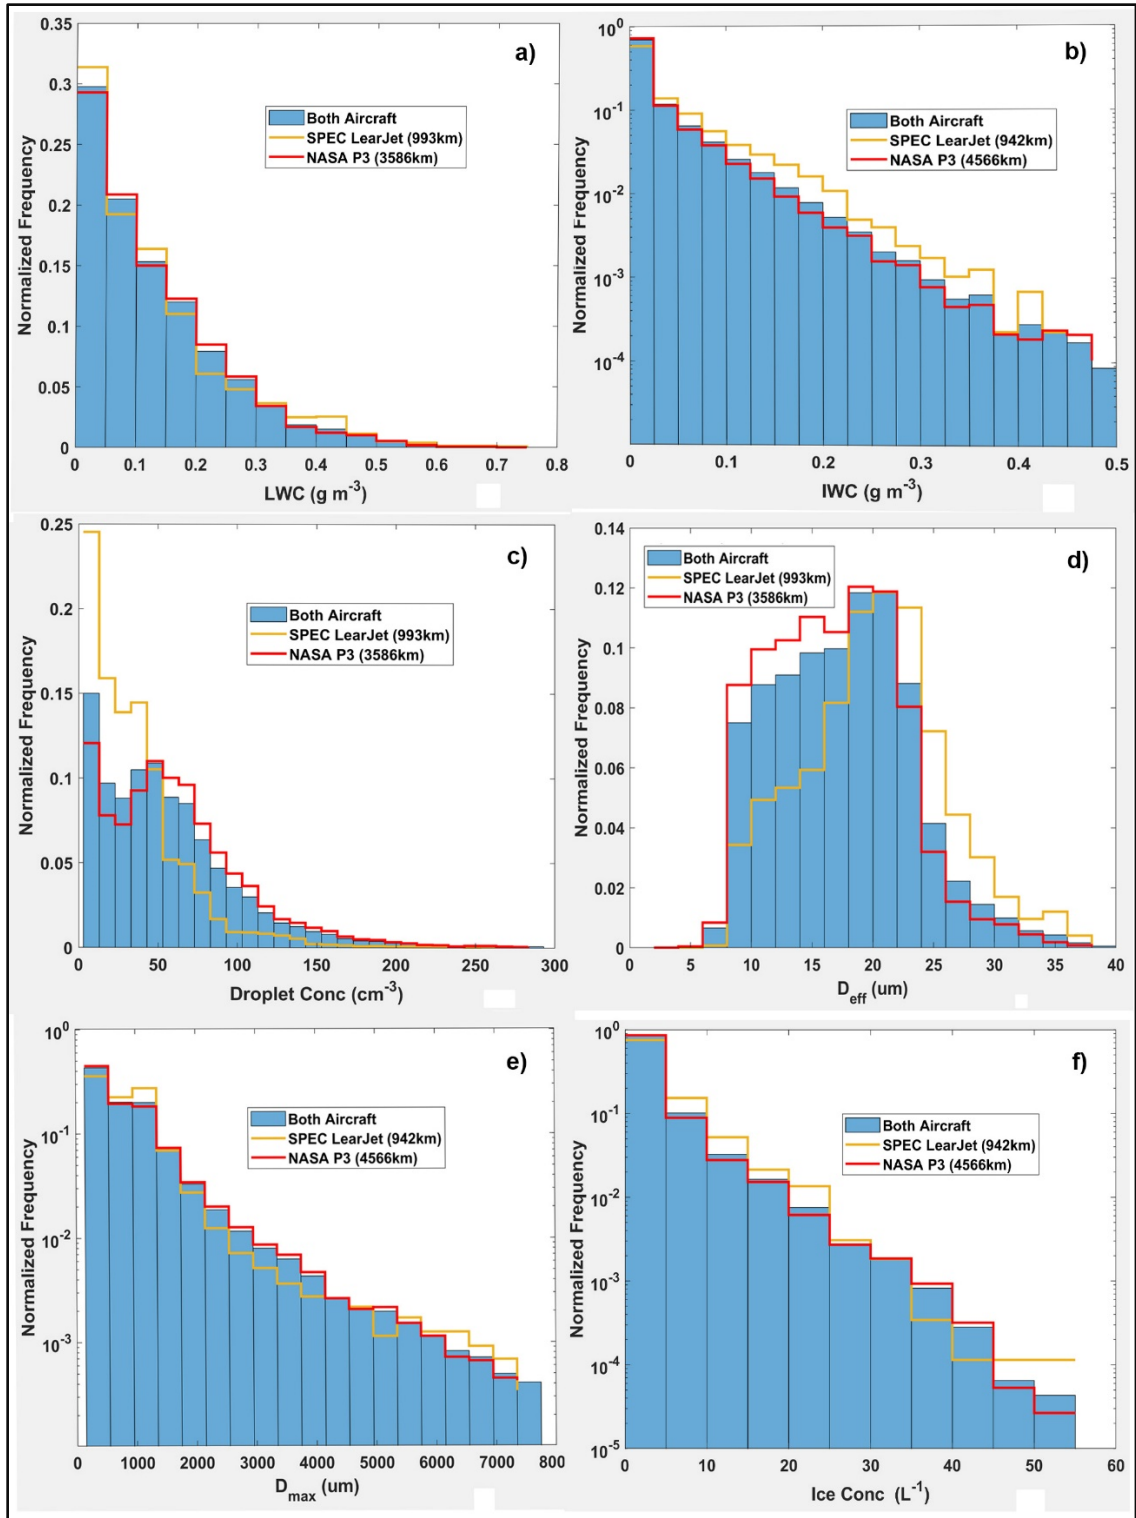 a)
0.35
0.3
0.25
0.2
0.15
0.1
0.05
0
Normalized Frequency
Both Aircraft
SPEC LearJet (993km)
NASA P3 (3586km)
0 0.1 0.2 0.3 0.4 0.5 0.6 0.7 0.8
LWC (g m-3)
b)
10^0
10^-1
10^-2
10^-3
10^-4
Normalized Frequency
Both Aircraft
SPEC LearJet (942km)
NASA P3 (4566km)
0 0.1 0.2 0.3 0.4 0.5
IWC (g m-3)
c)
0.25
0.2
0.15
0.1
0.05
0
Normalized Frequency
Both Aircraft
SPEC LearJet (993km)
NASA P3 (3586km)
0 50 100 150 200 250 300
Droplet Conc (cm-3)
d)
0.14
0.12
0.1
0.08
0.06
0.04
0.02
0
Normalized Frequency
Both Aircraft
SPEC LearJet (993km)
NASA P3 (3586km)
0 5 10 15 20 25 30 35 40
Deff (um)
e)
10^0
10^-1
10^-2
10^-3
Normalized Frequency
Both Aircraft
SPEC LearJet (942km)
NASA P3 (4566km)
0 1000 2000 3000 4000 5000 6000 7000 800
Dmax (um)
f)
10^0
10^-1
10^-2
10^-3
10^-4
10^-5
Normalized Frequency
Both Aircraft
SPEC LearJet (942km)
NASA P3 (4566km)
0 10 20 30 40 50 60
Ice Conc (L-1)